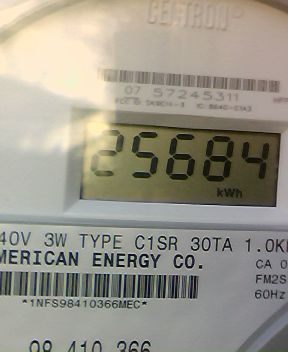 CENTRON®
07 57245311
25684
kWh
40V 3W TYPE C1SR 30TA 1.0K
MERICAN ENERGY CO.
CA 0
FM2S
60Hz
*1NFS98410366MEC*
98 410 366